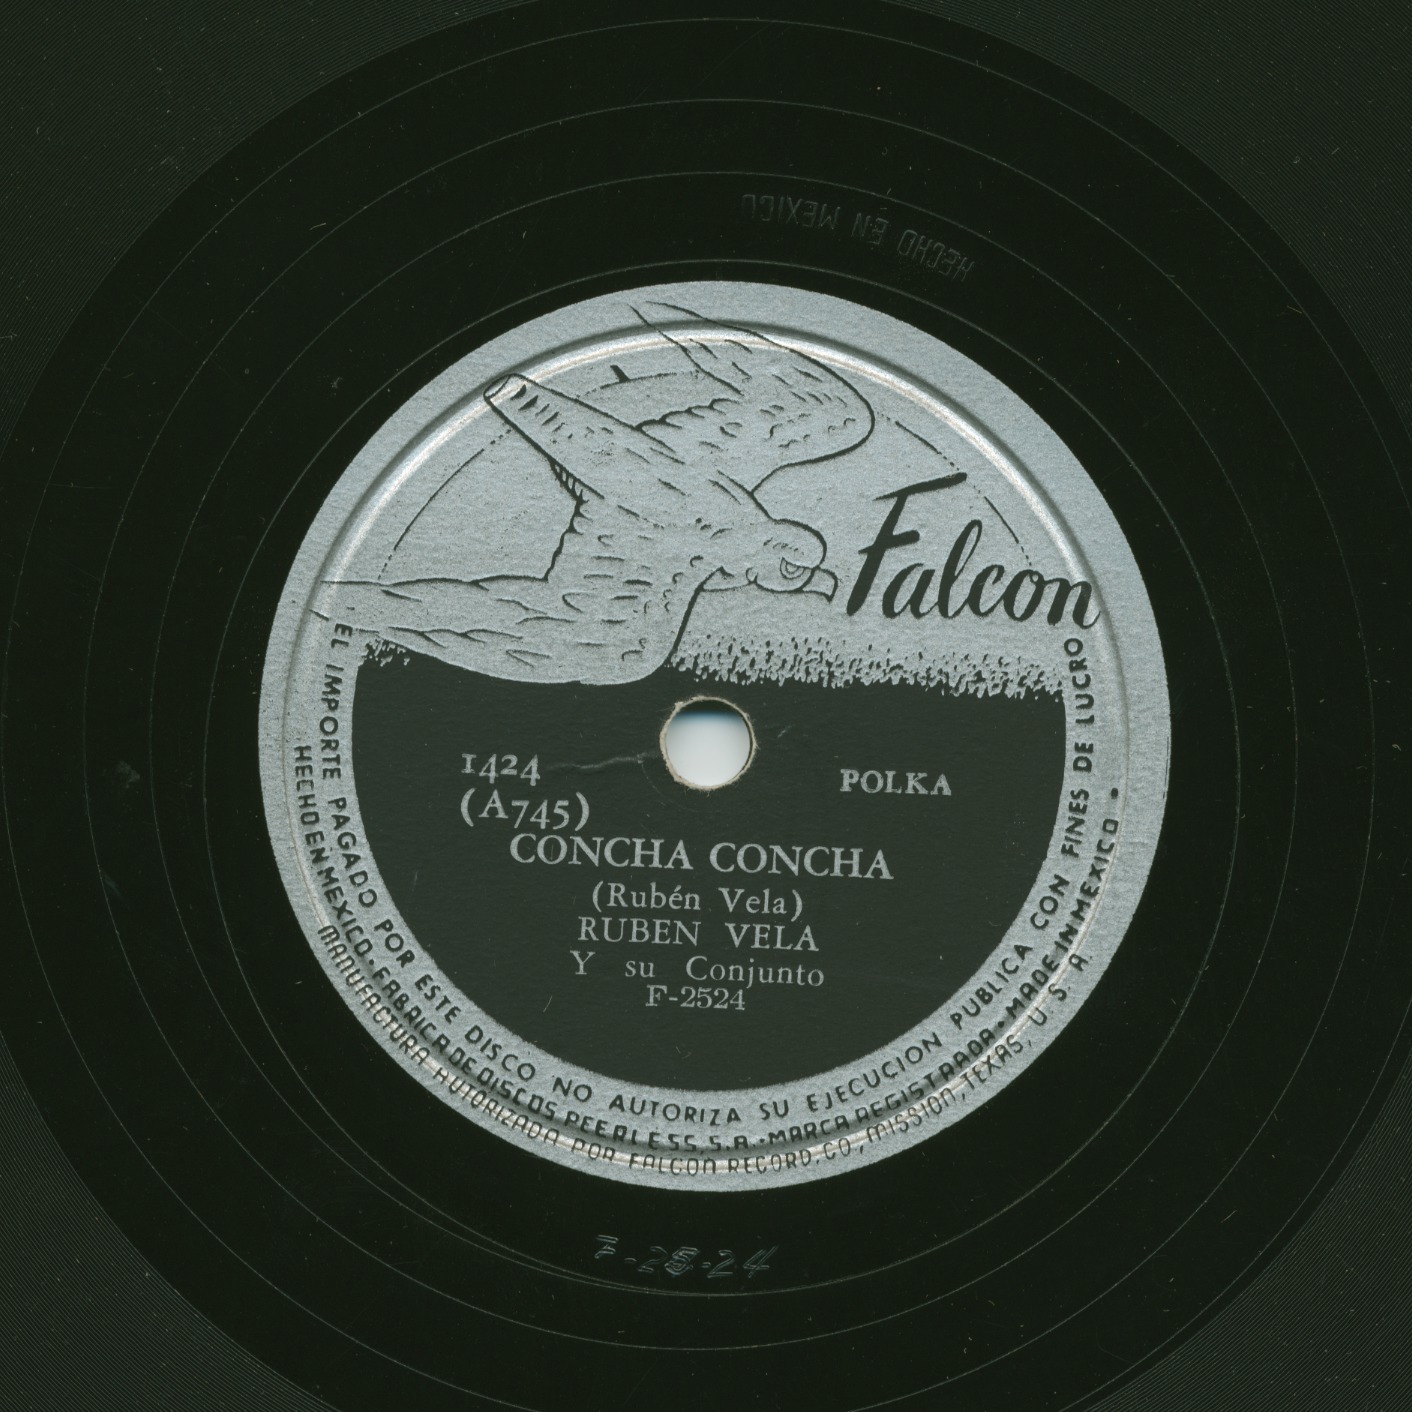 HECHO EN MEXICO
Falcon
1424
POLKA
(A745)
CONCHA CONCHA
(Rubén Vela)
RUBEN VELA
Y su Conjunto
F-2524
EL IMPORTE PAGADO POR ESTE DISCO NO AUTORIZA SU EJECUCION PUBLICA CON FINES DE LUCRO
HECHO EN MEXICO·FABRICA DE DISCOS PEERLESS, S.A.·MARCA REGISTRADA·MADE IN MEXICO·
MANUFACTURA AUTORIZADA POR FALCON RECORD, CO, MISSION, TEXAS, U. S. A.
F-25-24